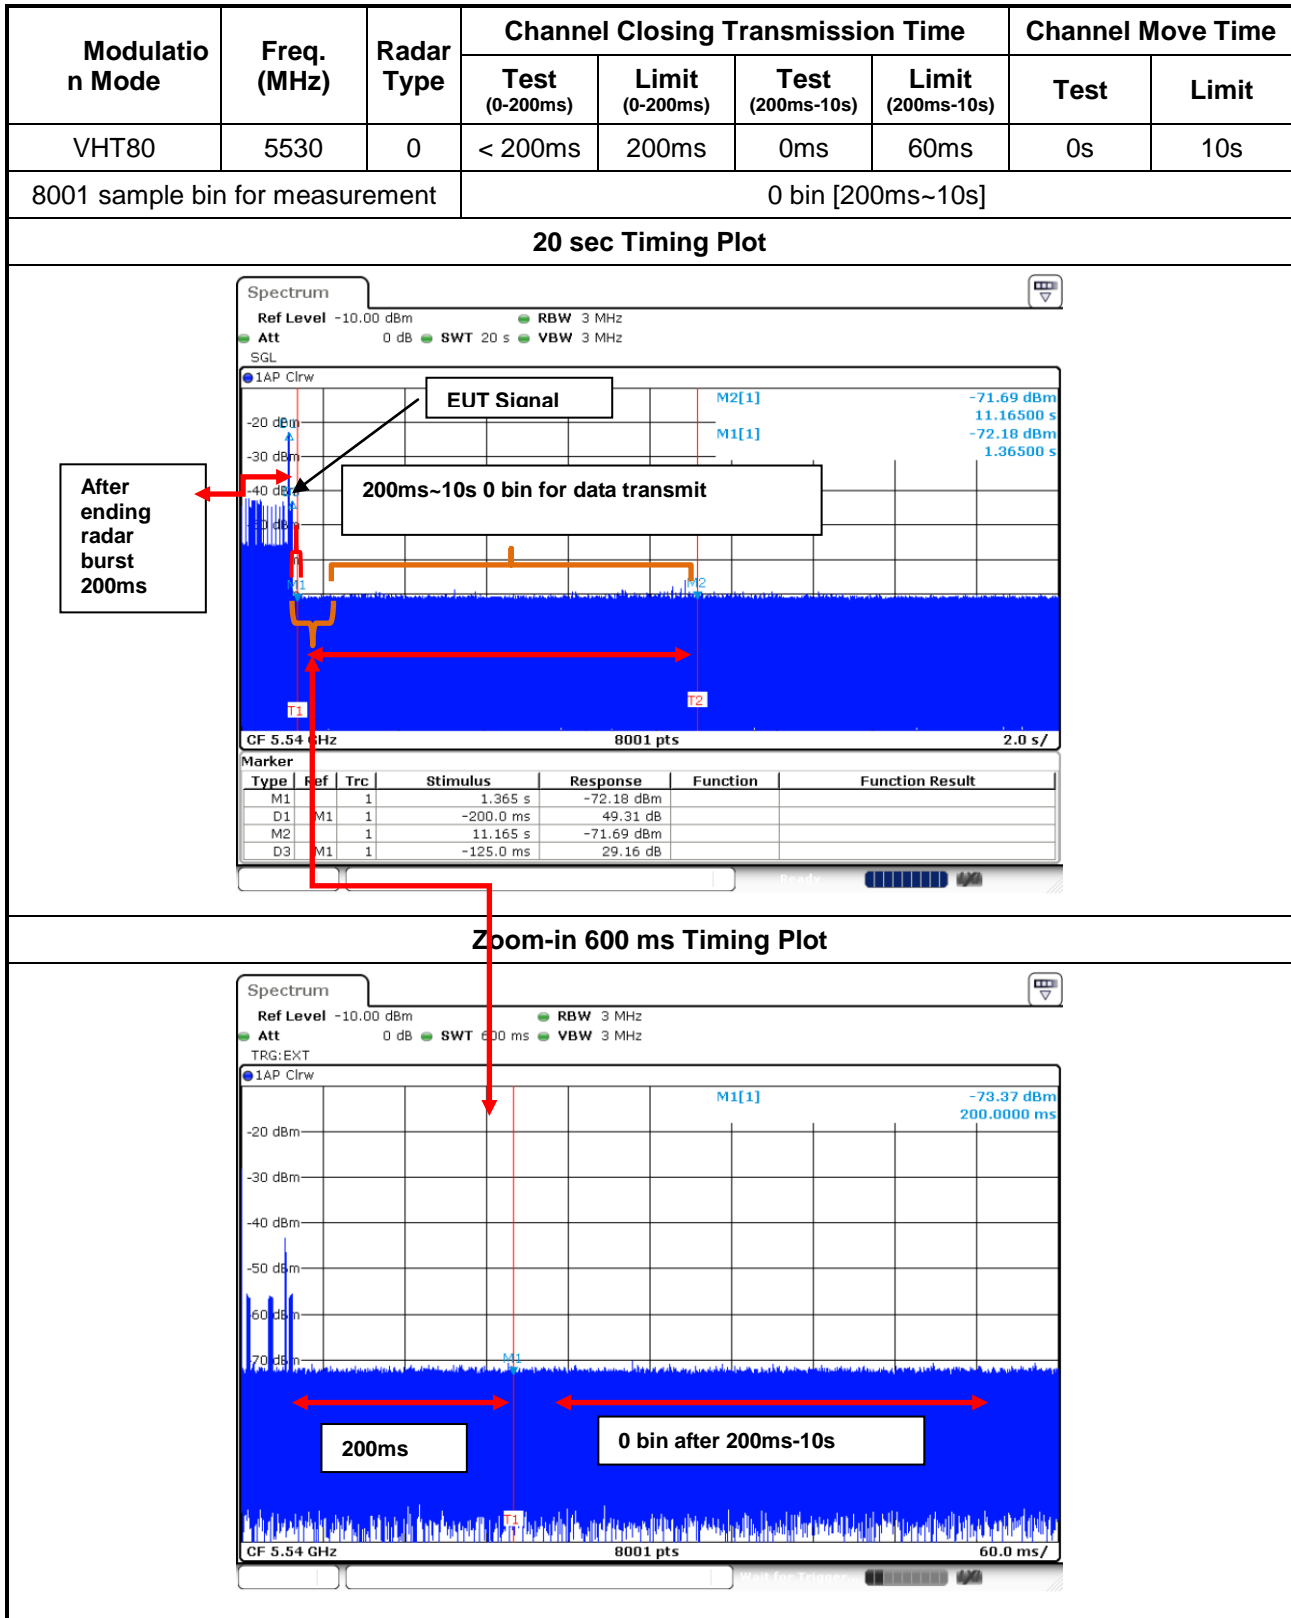 Modulatio
n Mode
Freq.
(MHz)
Radar
Type
Channel Closing Transmission Time
Channel Move Time
Test
(0-200ms)
Limit
(0-200ms)
Test
(200ms-10s)
Limit
(200ms-10s)
Test
Limit
VHT80 5530 0 < 200ms 200ms 0ms 60ms 0s 10s
8001 sample bin for measurement 0 bin [200ms~10s]
20 sec Timing Plot
Spectrum
Ref Level -10.00 dBm RBW 3 MHz
Att 0 dB SWT 20 s VBW 3 MHz
SGL
1AP Clrw
EUT Signal
M2[1] -71.69 dBm
11.16500 s
M1[1] -72.18 dBm
1.36500 s
-20 dBm
-30 dBm
-40 dBm
After
ending
radar
burst
200ms
200ms~10s 0 bin for data transmit
M1
M2
T1
T2
CF 5.54 GHz 8001 pts 2.0 s/
Marker
Type Ref Trc Stimulus Response Function Function Result
M1 1 1.365 s -72.18 dBm
D1 M1 1 -200.0 ms 49.31 dB
M2 1 11.165 s -71.69 dBm
D3 M1 1 -125.0 ms 29.16 dB
Ready
Zoom-in 600 ms Timing Plot
Spectrum
Ref Level -10.00 dBm RBW 3 MHz
Att 0 dB SWT 600 ms VBW 3 MHz
TRG:EXT
1AP Clrw
M1[1] -73.37 dBm
200.0000 ms
-20 dBm
-30 dBm
-40 dBm
-50 dBm
-60 dBm
-70 dBm
M1
200ms
0 bin after 200ms-10s
T1
CF 5.54 GHz 8001 pts 60.0 ms/
Wait for Trigger...